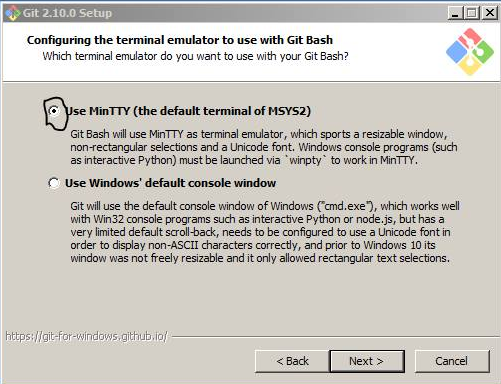 Git 2.10.0 Setup
Configuring the terminal emulator to use with Git Bash
Which terminal emulator do you want to use with your Git Bash?
Use MinTTY (the default terminal of MSYS2)
Git Bash will use MinTTY as terminal emulator, which sports a resizable window,
non-rectangular selections and a Unicode font. Windows console programs (such
as interactive Python) must be launched via `winpty` to work in MinTTY.
Use Windows' default console window
Git will use the default console window of Windows ("cmd.exe"), which works well
with Win32 console programs such as interactive Python or node.js, but has a
very limited default scroll-back, needs to be configured to use a Unicode font in
order to display non-ASCII characters correctly, and prior to Windows 10 its
window was not freely resizable and it only allowed rectangular text selections.
https://git-for-windows.github.io/
< Back
Next >
Cancel